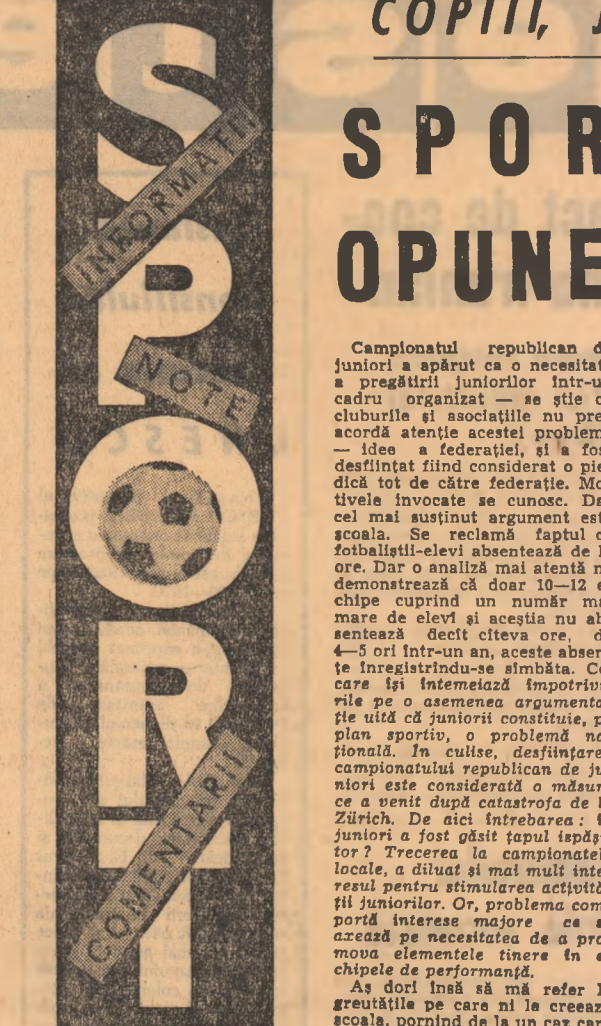 SPORT
INFORMAȚII
NOTE
COMENTARII
COPIII,
SPOR
OPUNE
Campionatul republican d
juniori a apărut ca o necesitat
a pregătirii juniorilor într-u
cadru organizat — se știe c
cluburile și asociațiile nu pre
acordă atenție acestei problem
— idee a federației, și a fos
desființat fiind considerat o pie
dică tot de către federație. Mo
tivele invocate se cunosc. Da
cel mai susținut argument est
școala. Se reclamă faptul c
fotbaliștii-elevi absentează de l
ore. Dar o analiză mai atentă n
demonstrează că doar 10—12 e
chipe cuprind un număr ma
mare de elevi și aceștia nu ab
sentează decît cîteva ore, d
4—5 ori într-un an, aceste absen
țe înregistrîndu-se sîmbăta. Ce
care își întemeiază împotrivi
rile pe o asemenea argumenta
ție uită că juniorii constituie, p
plan sportiv, o problemă na
țională. În culise, desființare
campionatului republican de ju
niori este considerată o măsur
ce a venit după catastrofa de l
Zürich. De aici întrebarea : î
juniori a fost găsit țapul ispăș
tor ? Trecerea la campionatel
locale, a diluat și mai mult inte
resul pentru stimularea activită
ții juniorilor. Or, problema com
portă interese majore ce s
axează pe necesitatea de a pro
mova elementele tinere în e
chipele de performanță.
Aș dori însă să mă refer l
greutățile pe care ni le creeaz
școala, pornind de la un caz car